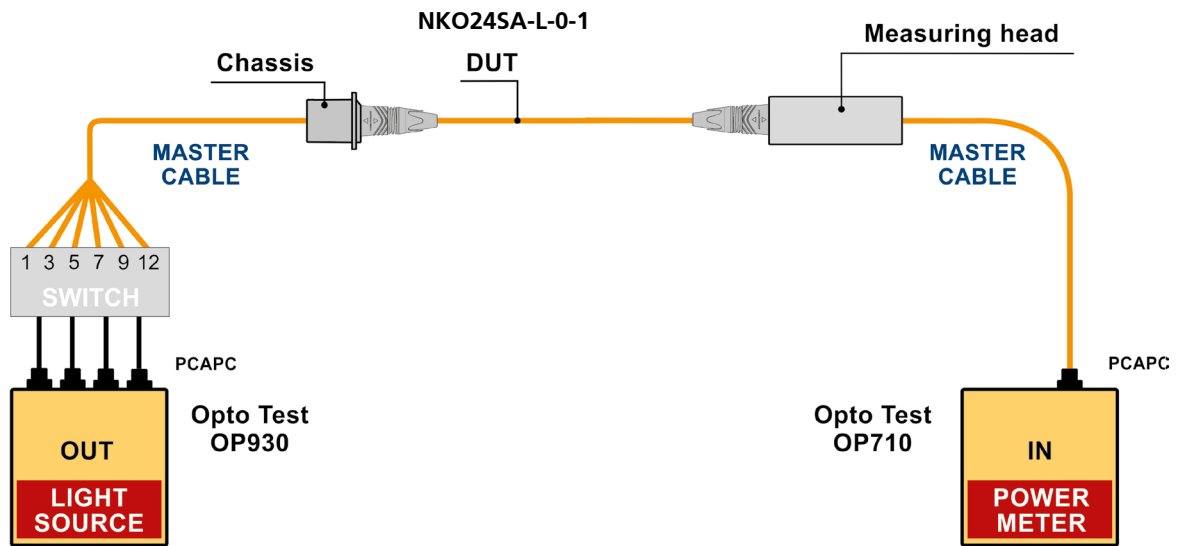 NKO24SA-L-0-1
Chassis
DUT
Measuring head
MASTER
CABLE
MASTER
CABLE
1 3 5 7 9 12
SWITCH
PCAPC
PCAPC
Opto Test
OP930
Opto Test
OP710
OUT
LIGHT
SOURCE
IN
POWER
METER